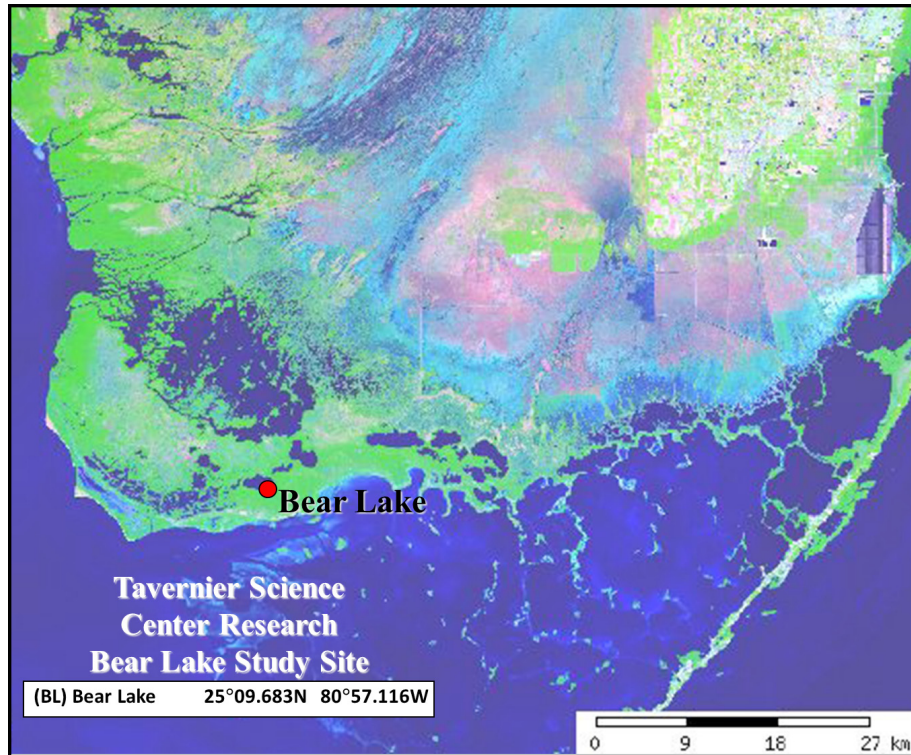 Bear Lake
Tavernier Science
Center Research
Bear Lake Study Site
(BL) Bear Lake 25°09.683N 80°57.116W
0 9 18 27 km